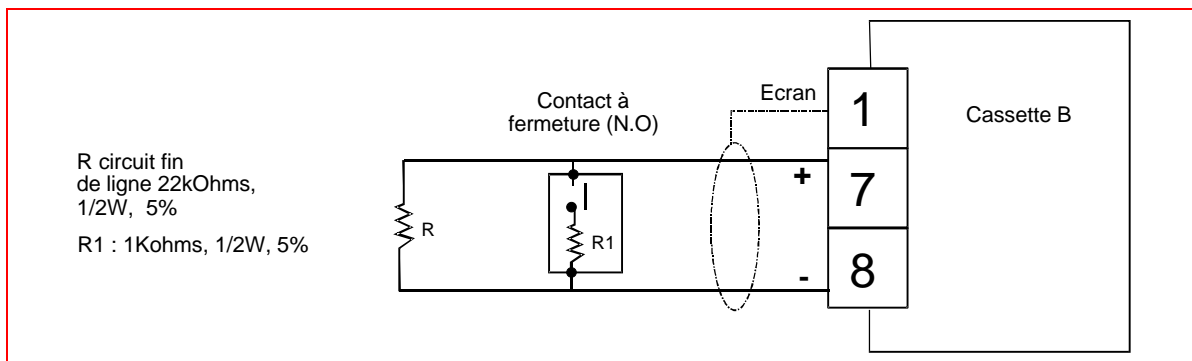 Contact à
fermeture (N.O)
Ecran
1
Cassette B
R circuit fin
de ligne 22kOhms,
1/2W, 5%
R1 : 1Kohms, 1/2W, 5%
R
R1
+
7
-
8